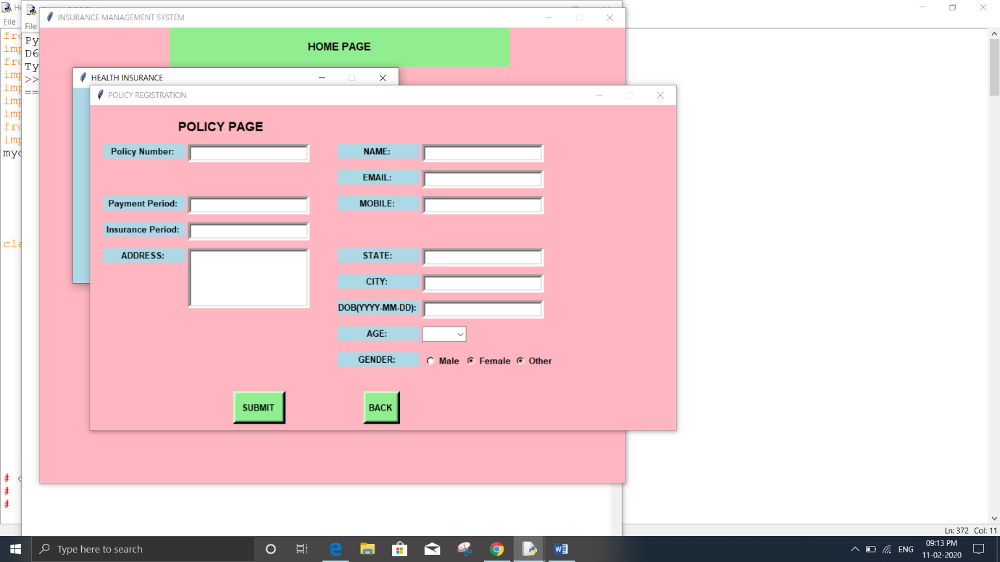 INSURANCE MANAGEMENT SYSTEM
File
File
HOME PAGE
fro
Py
imp
D6
fro
Ty
imp
>>
imp
==
imp
imp
fro
imp
cla
HEALTH INSURANCE
POLICY REGISTRATION
POLICY PAGE
Policy Number:
NAME:
EMAIL:
Payment Period:
MOBILE:
Insurance Period:
ADDRESS:
STATE:
CITY:
DOB(YYYY-MM-DD):
AGE:
GENDER: Male Female Other
SUBMIT
BACK
#
#
#
Ln: 372 Col: 11
Type here to search
ENG
09:13 PM
11-02-2020